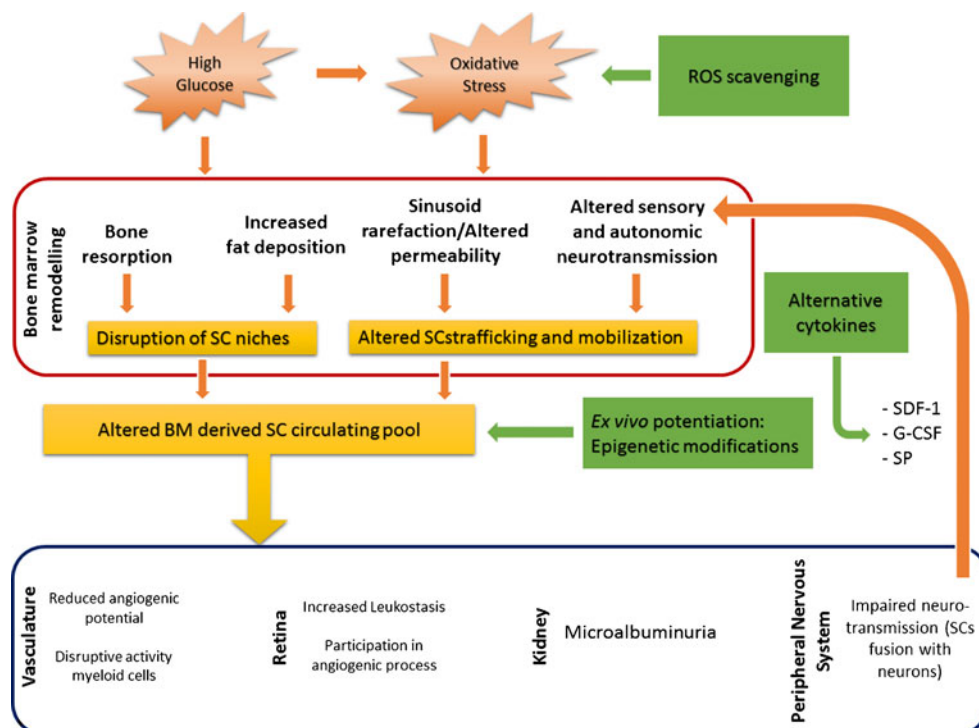 High
Glucose
Oxidative
Stress
ROS scavenging
Bone marrow
remodelling
Bone
resorption
Increased
fat deposition
Sinusoid
rarefaction/Altered
permeability
Altered sensory
and autonomic
neurotransmission
Disruption of SC niches
Altered SCstrafficking and mobilization
Alternative
cytokines
- SDF-1
- G-CSF
- SP
Altered BM derived SC circulating pool
Ex vivo potentiation:
Epigenetic modifications
Vasculature
Reduced angiogenic
potential
Disruptive activity
myeloid cells
Retina
Increased Leukostasis
Participation in
angiogenic process
Kidney
Microalbuminuria
Peripheral Nervous
System
Impaired neuro-
transmission (SCs
fusion with
neurons)